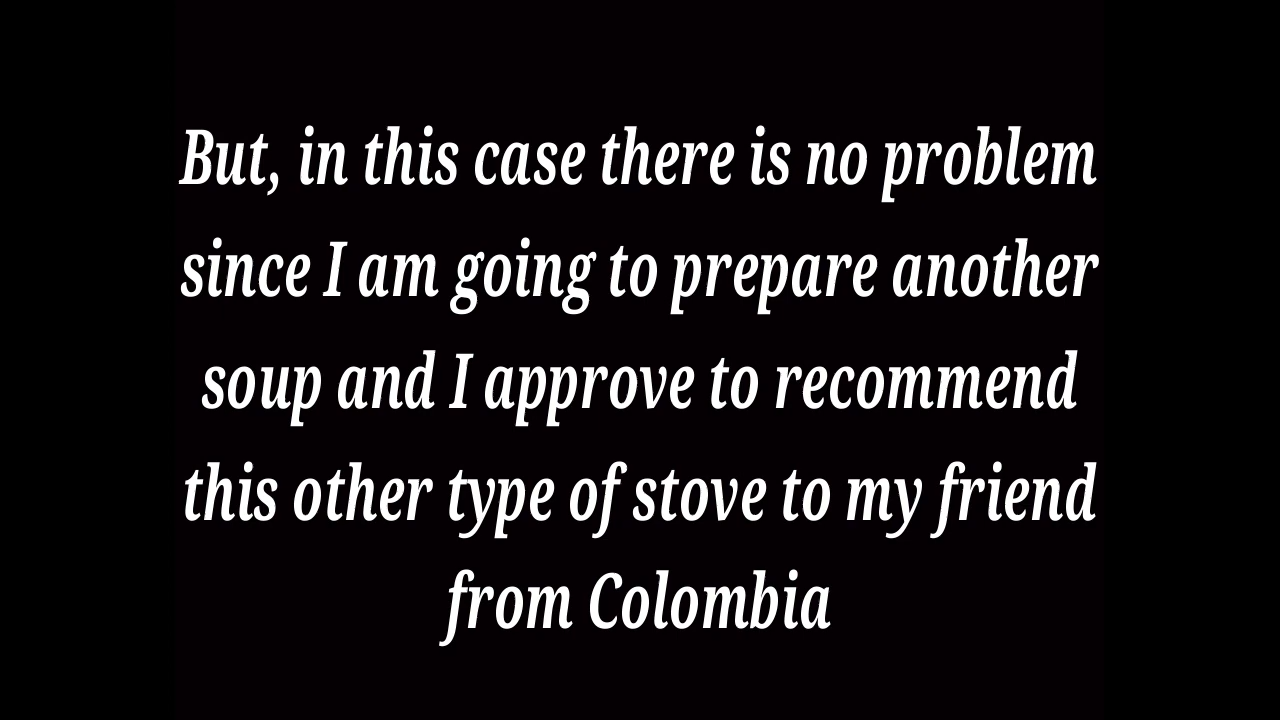 But, in this case there is no problem
since I am going to prepare another
soup and I approve to recommend
this other type of stove to my friend
from Colombia